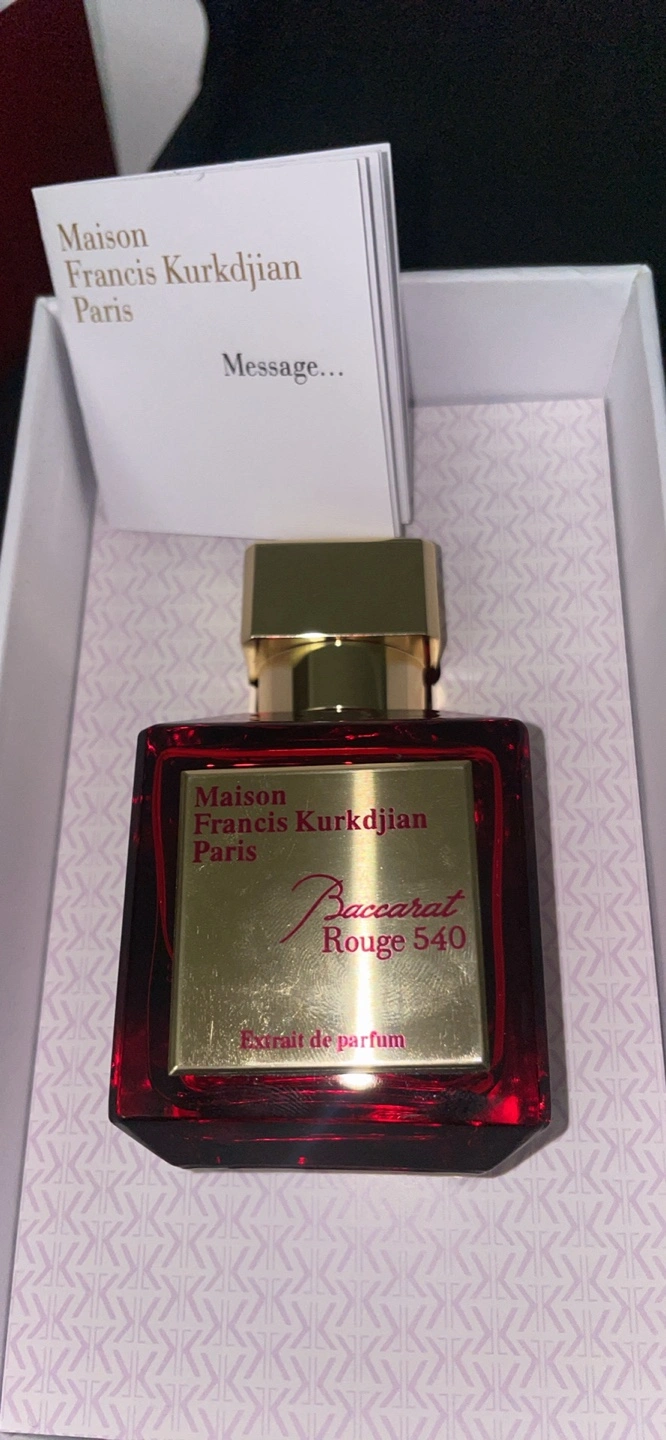 Maison
Francis Kurkdjian
Paris
Message...
Maison
Francis Kurkdjian
Paris
Baccarat
Rouge 540
Extrait de parfum